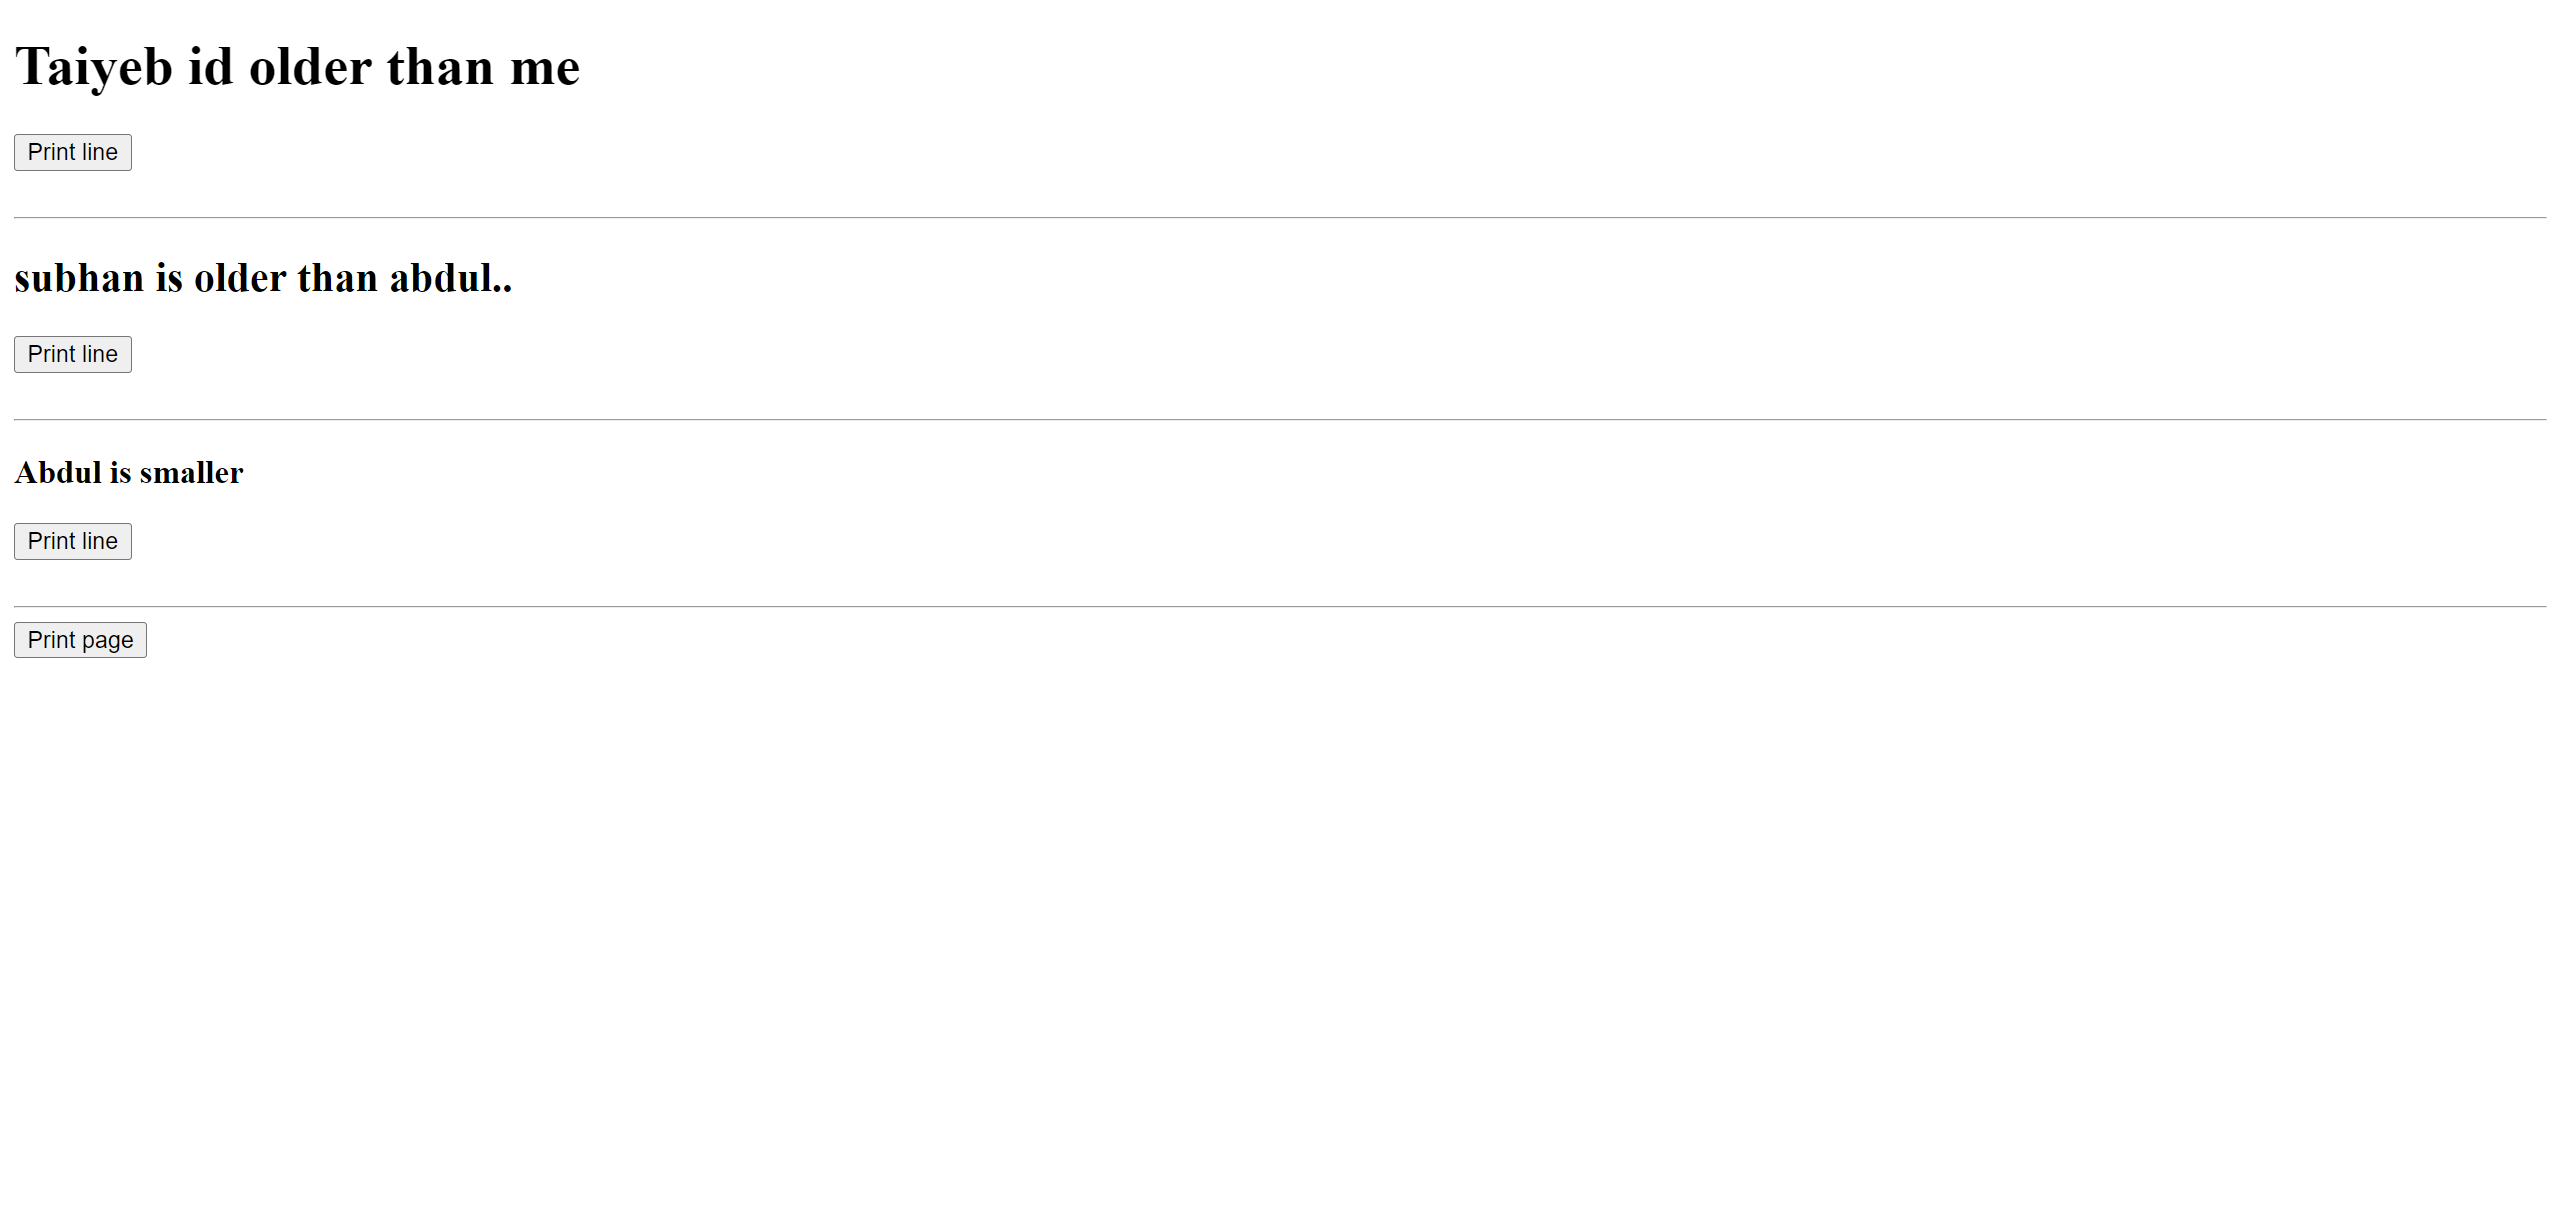 Taiyeb id older than me
Print line
subhan is older than abdul..
Print line
Abdul is smaller
Print line
Print page